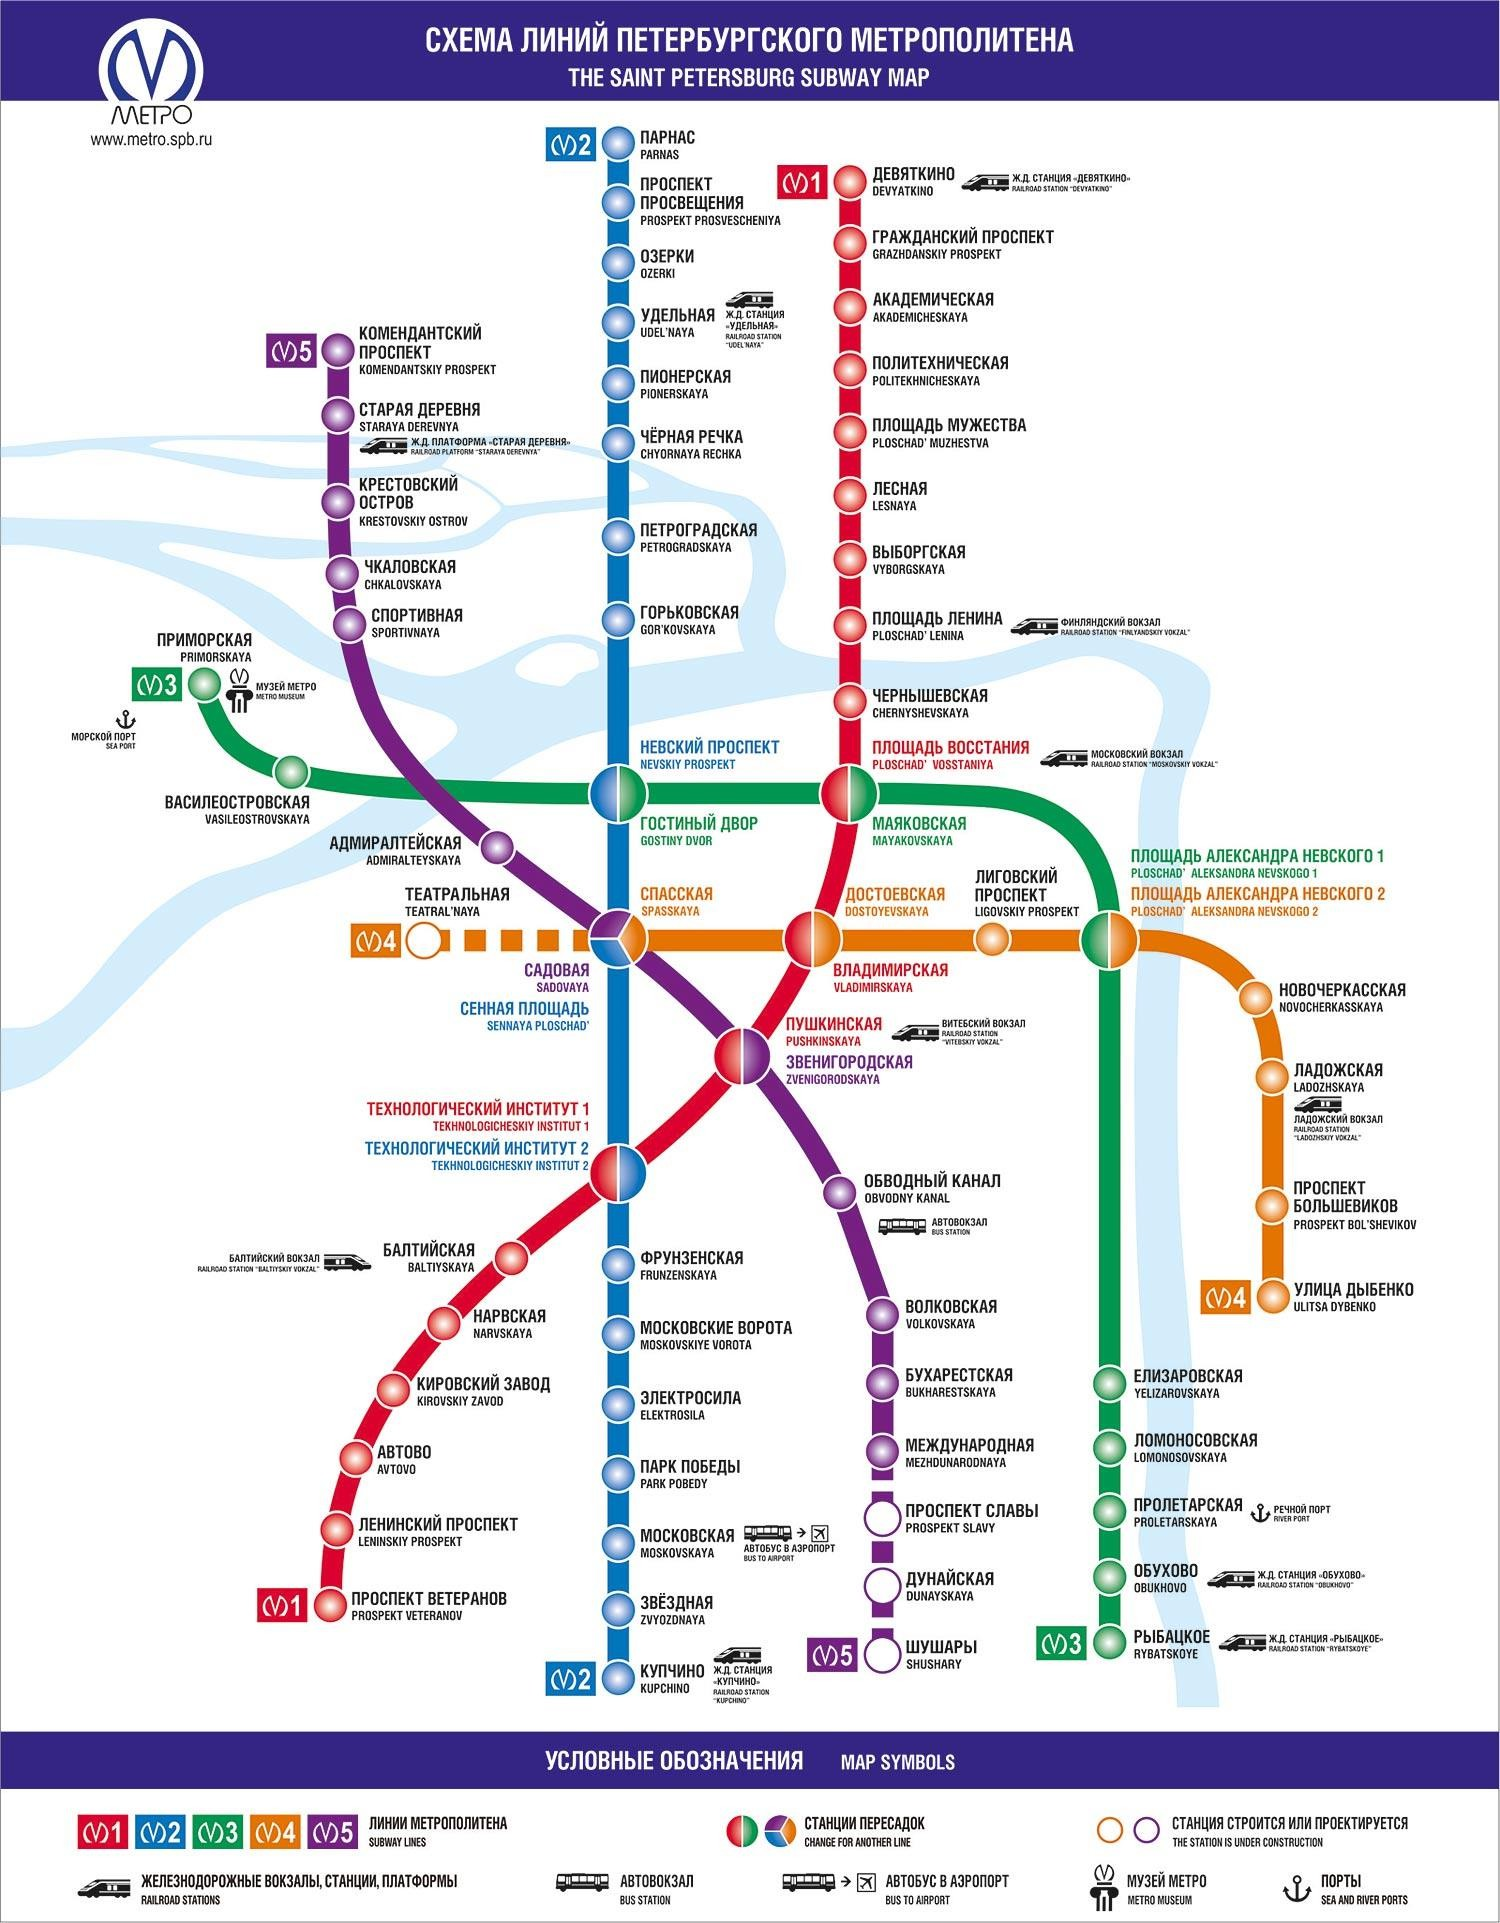 СХЕМА ЛИНИЙ ПЕТЕРБУРГСКОГО МЕТРОПОЛИТЕНА
THE SAINT PETERSBURG SUBWAY MAP
МЕТРО
www.metro.spb.ru
2
ПАРНАС
PARNAS
ПРОСПЕКТ
ПРОСВЕЩЕНИЯ
PROSPEKT PROSVESCHENIYA
ОЗЕРКИ
OZERKI
УДЕЛЬНАЯ
UDEL'NAYA
Ж.Д. СТАНЦИЯ
«УДЕЛЬНАЯ»
RAILROAD STATION
"UDEL'NAYA"
ПИОНЕРСКАЯ
PIONERSKAYA
ЧЁРНАЯ РЕЧКА
CHYORNAYA RECHKA
ПЕТРОГРАДСКАЯ
PETROGRADSKAYA
ГОРЬКОВСКАЯ
GOR'KOVSKAYA
1
ДЕВЯТКИНО
DEVYATKINO
Ж.Д. СТАНЦИЯ «ДЕВЯТКИНО»
RAILROAD STATION "DEVYATKINO"
ГРАЖДАНСКИЙ ПРОСПЕКТ
GRAZHDANSKIY PROSPEKT
АКАДЕМИЧЕСКАЯ
AKADEMICHESKAYA
ПОЛИТЕХНИЧЕСКАЯ
POLITEKHNICHESKAYA
ПЛОЩАДЬ МУЖЕСТВА
PLOSCHAD' MUZHESTVA
ЛЕСНАЯ
LESNAYA
ВЫБОРГСКАЯ
VYBORGSKAYA
ПЛОЩАДЬ ЛЕНИНА
PLOSCHAD' LENINA
ФИНЛЯНДСКИЙ ВОКЗАЛ
RAILROAD STATION "FINLYANDSKIY VOKZAL"
ЧЕРНЫШЕВСКАЯ
CHERNYSHEVSKAYA
5
КОМЕНДАНТСКИЙ
ПРОСПЕКТ
KOMENDANTSKIY PROSPEKT
СТАРАЯ ДЕРЕВНЯ
STARAYA DEREVNYA
Ж.Д. ПЛАТФОРМА «СТАРАЯ ДЕРЕВНЯ»
RAILROAD PLATFORM "STARAYA DEREVNYA"
КРЕСТОВСКИЙ
ОСТРОВ
KRESTOVSKIY OSTROV
ЧКАЛОВСКАЯ
CHKALOVSKAYA
СПОРТИВНАЯ
SPORTIVNAYA
ПРИМОРСКАЯ
PRIMORSKAYA
3
МУЗЕЙ МЕТРО
METRO MUSEUM
МОРСКОЙ ПОРТ
SEA PORT
ВАСИЛЕОСТРОВСКАЯ
VASILEOSTROVSKAYA
НЕВСКИЙ ПРОСПЕКТ
NEVSKIY PROSPEKT
ГОСТИНЫЙ ДВОР
GOSTINY DVOR
ПЛОЩАДЬ ВОССТАНИЯ
PLOSCHAD' VOSSTANIYA
МОСКОВСКИЙ ВОКЗАЛ
RAILROAD STATION "MOSKOVSKIY VOKZAL"
МАЯКОВСКАЯ
MAYAKOVSKAYA
АДМИРАЛТЕЙСКАЯ
ADMIRALTEYSKAYA
ТЕАТРАЛЬНАЯ
TEATRAL'NAYA
4
СПАССКАЯ
SPASSKAYA
САДОВАЯ
SADOVAYA
СЕННАЯ ПЛОЩАДЬ
SENNAYA PLOSCHAD'
ДОСТОЕВСКАЯ
DOSTOYEVSKAYA
ВЛАДИМИРСКАЯ
VLADIMIRSKAYA
ЛИГОВСКИЙ
ПРОСПЕКТ
LIGOVSKIY PROSPEKT
ПЛОЩАДЬ АЛЕКСАНДРА НЕВСКОГО 1
PLOSCHAD' ALEKSANDRA NEVSKOGO 1
ПЛОЩАДЬ АЛЕКСАНДРА НЕВСКОГО 2
PLOSCHAD' ALEKSANDRA NEVSKOGO 2
НОВОЧЕРКАССКАЯ
NOVOCHERKASSKAYA
ЛАДОЖСКАЯ
LADOZHSKAYA
ЛАДОЖСКИЙ ВОКЗАЛ
RAILROAD STATION
"LADOZHSKIY VOKZAL"
ПРОСПЕКТ
БОЛЬШЕВИКОВ
PROSPEKT BOL'SHEVIKOV
4
УЛИЦА ДЫБЕНКО
ULITSA DYBENKO
ПУШКИНСКАЯ
PUSHKINSKAYA
ВИТЕБСКИЙ ВОКЗАЛ
RAILROAD STATION
"VITEBSKIY VOKZAL"
ЗВЕНИГОРОДСКАЯ
ZVENIGORODSKAYA
ТЕХНОЛОГИЧЕСКИЙ ИНСТИТУТ 1
TEKHNOLOGICHESKIY INSTITUT 1
ТЕХНОЛОГИЧЕСКИЙ ИНСТИТУТ 2
TEKHNOLOGICHESKIY INSTITUT 2
БАЛТИЙСКАЯ
BALTIYSKAYA
БАЛТИЙСКИЙ ВОКЗАЛ
RAILROAD STATION "BALTIYSKIY VOKZAL"
НАРВСКАЯ
NARVSKAYA
КИРОВСКИЙ ЗАВОД
KIROVSKIY ZAVOD
АВТОВО
AVTOVO
ЛЕНИНСКИЙ ПРОСПЕКТ
LENINSKIY PROSPEKT
1
ПРОСПЕКТ ВЕТЕРАНОВ
PROSPEKT VETERANOV
ФРУНЗЕНСКАЯ
FRUNZENSKAYA
МОСКОВСКИЕ ВОРОТА
MOSKOVSKIYE VOROTA
ЭЛЕКТРОСИЛА
ELEKTROSILA
ПАРК ПОБЕДЫ
PARK POBEDY
МОСКОВСКАЯ
MOSKOVSKAYA
АВТОБУС В АЭРОПОРТ
BUS TO AIRPORT
ЗВЁЗДНАЯ
ZVYOZDNAYA
2
КУПЧИНО
KUPCHINO
Ж.Д. СТАНЦИЯ
«КУПЧИНО»
RAILROAD STATION
"KUPCHINO"
ОБВОДНЫЙ КАНАЛ
OBVODNY KANAL
АВТОВОКЗАЛ
BUS STATION
ВОЛКОВСКАЯ
VOLKOVSKAYA
БУХАРЕСТСКАЯ
BUKHARESTSKAYA
МЕЖДУНАРОДНАЯ
MEZHDUNARODNAYA
ПРОСПЕКТ СЛАВЫ
PROSPEKT SLAVY
ДУНАЙСКАЯ
DUNAYSKAYA
5
ШУШАРЫ
SHUSHARY
ЕЛИЗАРОВСКАЯ
YELIZAROVSKAYA
ЛОМОНОСОВСКАЯ
LOMONOSOVSKAYA
ПРОЛЕТАРСКАЯ
PROLETARSKAYA
РЕЧНОЙ ПОРТ
RIVER PORT
ОБУХОВО
OBUKHOVO
Ж.Д. СТАНЦИЯ «ОБУХОВО»
RAILROAD STATION "OBUKHOVO"
3
РЫБАЦКОЕ
RYBATSKOYE
Ж.Д. СТАНЦИЯ «РЫБАЦКОЕ»
RAILROAD STATION "RYBATSKOYE"
УСЛОВНЫЕ ОБОЗНАЧЕНИЯ MAP SYMBOLS
1 2 3 4 5
ЛИНИИ МЕТРОПОЛИТЕНА
SUBWAY LINES
СТАНЦИИ ПЕРЕСАДОК
CHANGE FOR ANOTHER LINE
СТАНЦИЯ СТРОИТСЯ ИЛИ ПРОЕКТИРУЕТСЯ
THE STATION IS UNDER CONSTRUCTION
ЖЕЛЕЗНОДОРОЖНЫЕ ВОКЗАЛЫ, СТАНЦИИ, ПЛАТФОРМЫ
RAILROAD STATIONS
АВТОВОКЗАЛ
BUS STATION
АВТОБУС В АЭРОПОРТ
BUS TO AIRPORT
МУЗЕЙ МЕТРО
METRO MUSEUM
ПОРТЫ
SEA AND RIVER PORTS